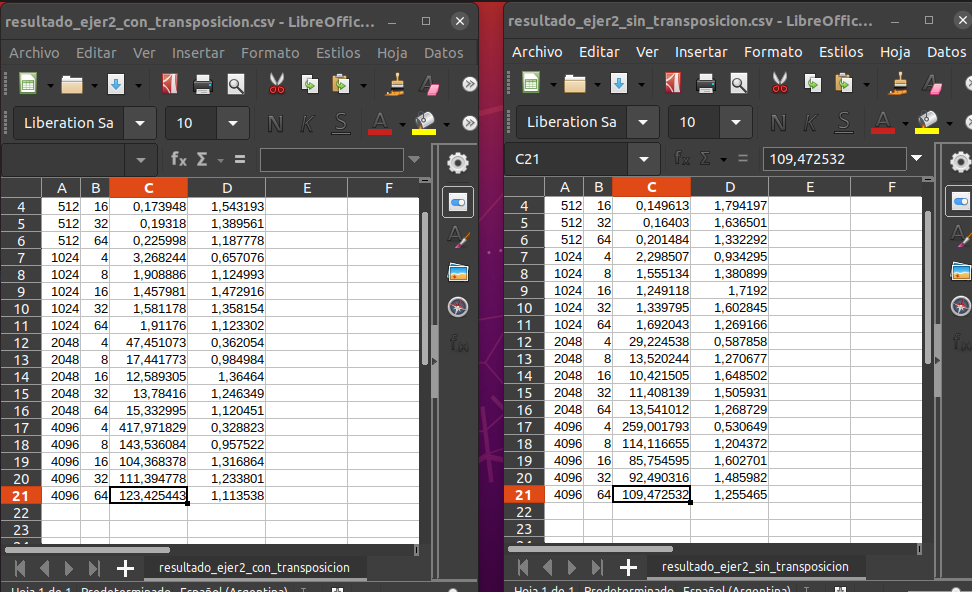 resultado_ejer2_con_transposicion.csv - LibreOffic...
Archivo Editar Ver Insertar Formato Estilos Hoja Datos
Liberation Sa 10 N K S A
fx Σ =
A B C D E F
4 512 16 0,173948 1,543193
5 512 32 0,19318 1,389561
6 512 64 0,225998 1,187778
7 1024 4 3,268244 0,657076
8 1024 8 1,908886 1,124993
9 1024 16 1,457981 1,472916
10 1024 32 1,581178 1,358154
11 1024 64 1,91176 1,123302
12 2048 4 47,451073 0,362054
13 2048 8 17,441773 0,984984
14 2048 16 12,589305 1,36464
15 2048 32 13,78416 1,246349
16 2048 64 15,332995 1,120451
17 4096 4 417,971829 0,328823
18 4096 8 143,536084 0,957522
19 4096 16 104,368378 1,316864
20 4096 32 111,394778 1,233801
21 4096 64 123,425443 1,113538
22
23
resultado_ejer2_con_transposicion
Hoja 1 de 1 Predeterminado Español (Argentina)
resultado_ejer2_sin_transposicion.csv - LibreOffic...
Archivo Editar Ver Insertar Formato Estilos Hoja Datos
Liberation Sa 10 N K S A
C21 fx Σ = 109,472532
A B C D E F
4 512 16 0,149613 1,794197
5 512 32 0,16403 1,636501
6 512 64 0,201484 1,332292
7 1024 4 2,298507 0,934295
8 1024 8 1,555134 1,380899
9 1024 16 1,249118 1,7192
10 1024 32 1,339795 1,602845
11 1024 64 1,692043 1,269166
12 2048 4 29,224538 0,587858
13 2048 8 13,520244 1,270677
14 2048 16 10,421505 1,648502
15 2048 32 11,408139 1,505931
16 2048 64 13,541012 1,268729
17 4096 4 259,001793 0,530649
18 4096 8 114,116655 1,204372
19 4096 16 85,754595 1,602701
20 4096 32 92,490316 1,485982
21 4096 64 109,472532 1,255465
22
23
resultado_ejer2_sin_transposicion
Hoja 1 de 1 Predeterminado Español (Argentina)